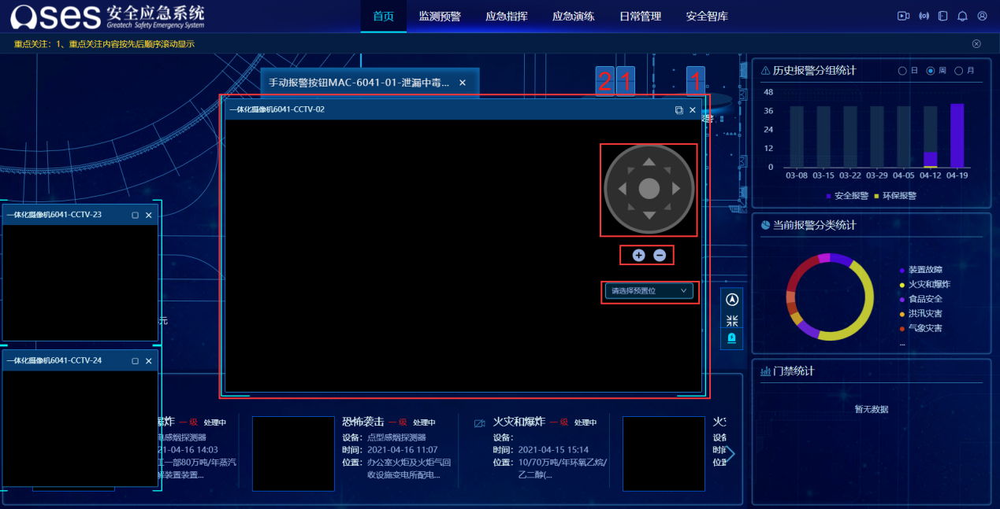 OSES 安全应急系统
Greatech Safety Emergency System
首页 监测预警 应急指挥 应急演练 日常管理 安全智库
重点关注：1、重点关注内容按先后顺序滚动显示
手动报警按钮MAC-6041-01-泄漏中毒...
2 1 1
一体化摄像机6041-CCTV-02
请选择预置位
一体化摄像机6041-CCTV-23
元
一体化摄像机6041-CCTV-24
历史报警分组统计 日 周 月
48
36
24
12
0
03-08 03-15 03-22 03-29 04-05 04-12 04-19
安全报警 环保报警
当前报警分类统计
装置故障
火灾和爆炸
食品安全
洪汛灾害
气象灾害
...
门禁统计
暂无数据
爆炸 一级 处理中
电感烟探测器
21-04-16 14:03
工一部80万吨/年蒸汽
解装置装置...
恐怖袭击 一级 处理中
设备： 点型感烟探测器
时间： 2021-04-16 11:07
位置： 办公室火炬及火炬气回
收设施变电所配电...
火灾和爆炸 一级 处理中
设备：
时间： 2021-04-15 15:14
位置： 10/70万吨/年环氧乙烷/
乙二醇(...
火
设
时间
位置